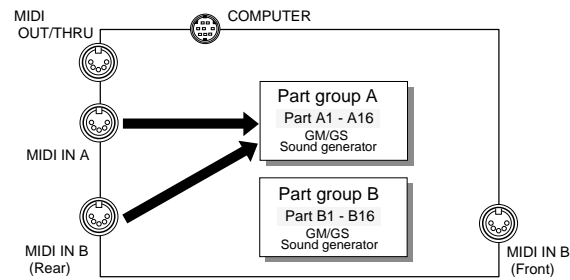 MIDI
OUT/THRU
COMPUTER
Part group A
Part A1 - A16
GM/GS
Sound generator
MIDI IN A
Part group B
Part B1 - B16
GM/GS
Sound generator
MIDI IN B
(Rear)
MIDI IN B
(Front)